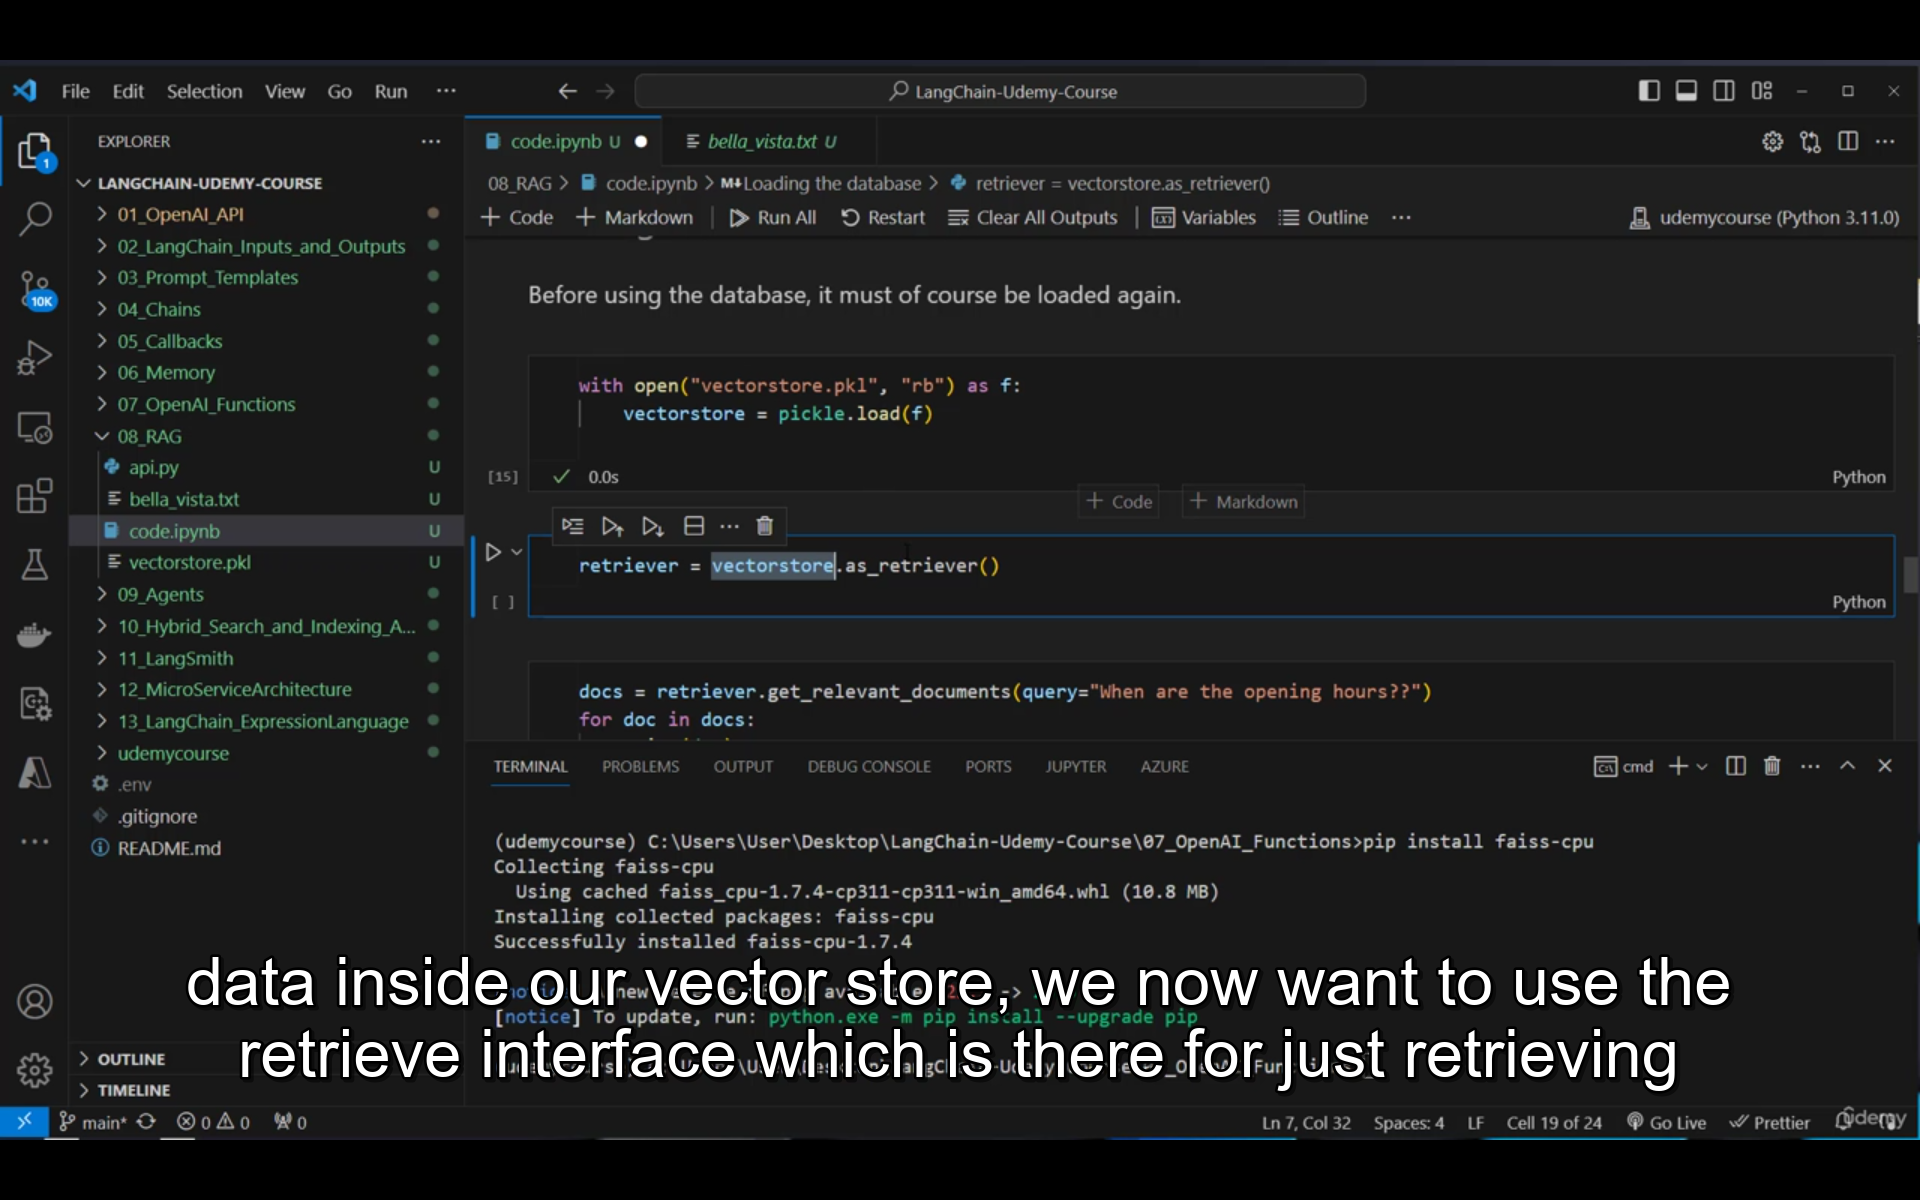 File Edit Selection View Go Run ···
LangChain-Udemy-Course
EXPLORER
LANGCHAIN-UDEMY-COURSE
01_OpenAI_API
02_LangChain_Inputs_and_Outputs
03_Prompt_Templates
04_Chains
05_Callbacks
06_Memory
07_OpenAI_Functions
08_RAG
api.py U
bella_vista.txt U
code.ipynb U
vectorstore.pkl U
09_Agents
10_Hybrid_Search_and_Indexing_A...
11_LangSmith
12_MicroServiceArchitecture
13_LangChain_ExpressionLanguage
udemycourse
.env
.gitignore
README.md
OUTLINE
TIMELINE
1
10K
code.ipynb U
bella_vista.txt U
08_RAG > code.ipynb > M↓Loading the database > retriever = vectorstore.as_retriever()
+ Code + Markdown Run All Restart Clear All Outputs Variables Outline ···
udemycourse (Python 3.11.0)
Before using the database, it must of course be loaded again.
with open("vectorstore.pkl", "rb") as f:
vectorstore = pickle.load(f)
[15] ✓ 0.0s Python
+ Code + Markdown
retriever = vectorstore.as_retriever()
[ ] Python
docs = retriever.get_relevant_documents(query="When are the opening hours??")
for doc in docs:
TERMINAL PROBLEMS OUTPUT DEBUG CONSOLE PORTS JUPYTER AZURE
cmd
(udemycourse) C:\Users\User\Desktop\LangChain-Udemy-Course\07_OpenAI_Functions>pip install faiss-cpu
Collecting faiss-cpu
Using cached faiss_cpu-1.7.4-cp311-cp311-win_amd64.whl (10.8 MB)
Installing collected packages: faiss-cpu
Successfully installed faiss-cpu-1.7.4
[notice] To update, run: python.exe -m pip install --upgrade pip
data inside our vector store, we now want to use the
retrieve interface which is there for just retrieving
main* 0 0 0
Ln 7, Col 32 Spaces: 4 LF Cell 19 of 24 Go Live Prettier
udemy